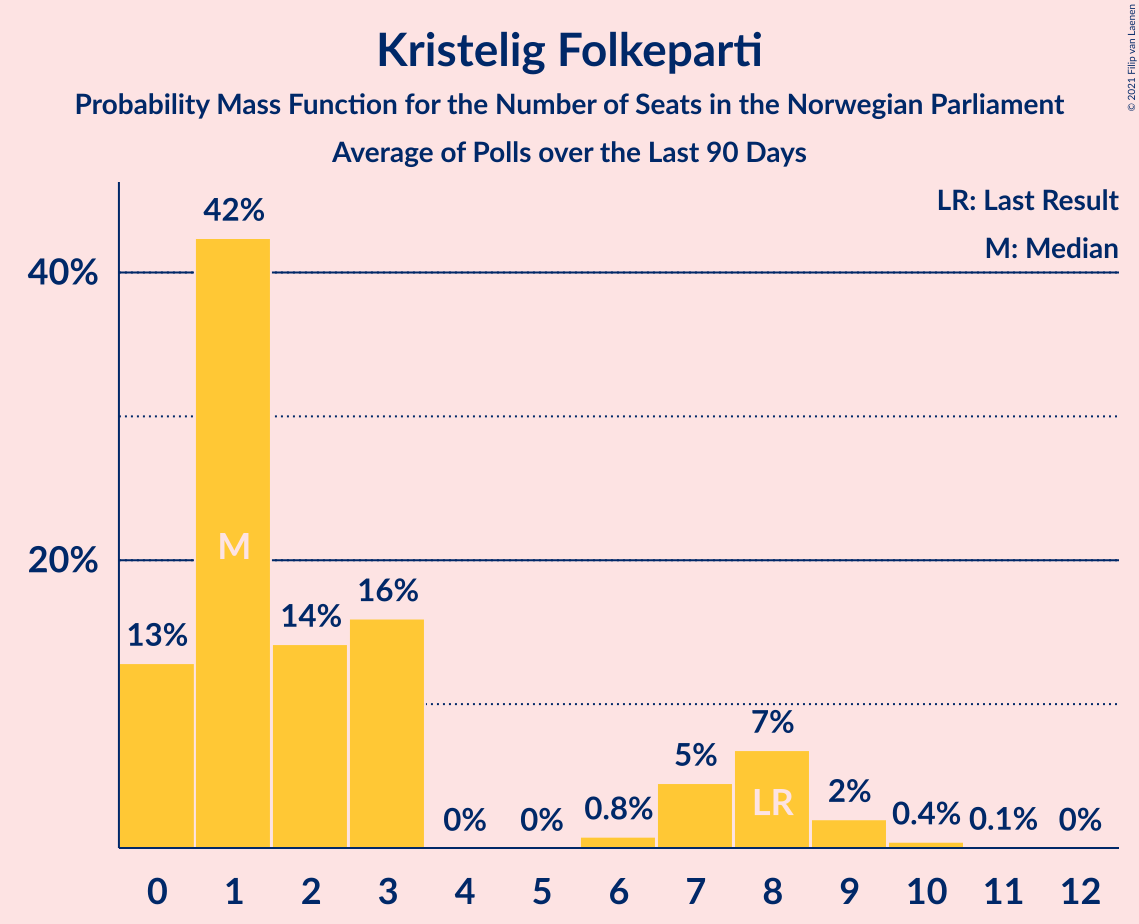 Kristelig Folkeparti
Probability Mass Function for the Number of Seats in the Norwegian Parliament
Average of Polls over the Last 90 Days
© 2021 Filip van Laenen
LR: Last Result
M: Median
40%
20%
13%
42%
14%
16%
0%
0%
0.8%
5%
7%
2%
0.4%
0.1%
0%
M
LR
0 1 2 3 4 5 6 7 8 9 10 11 12